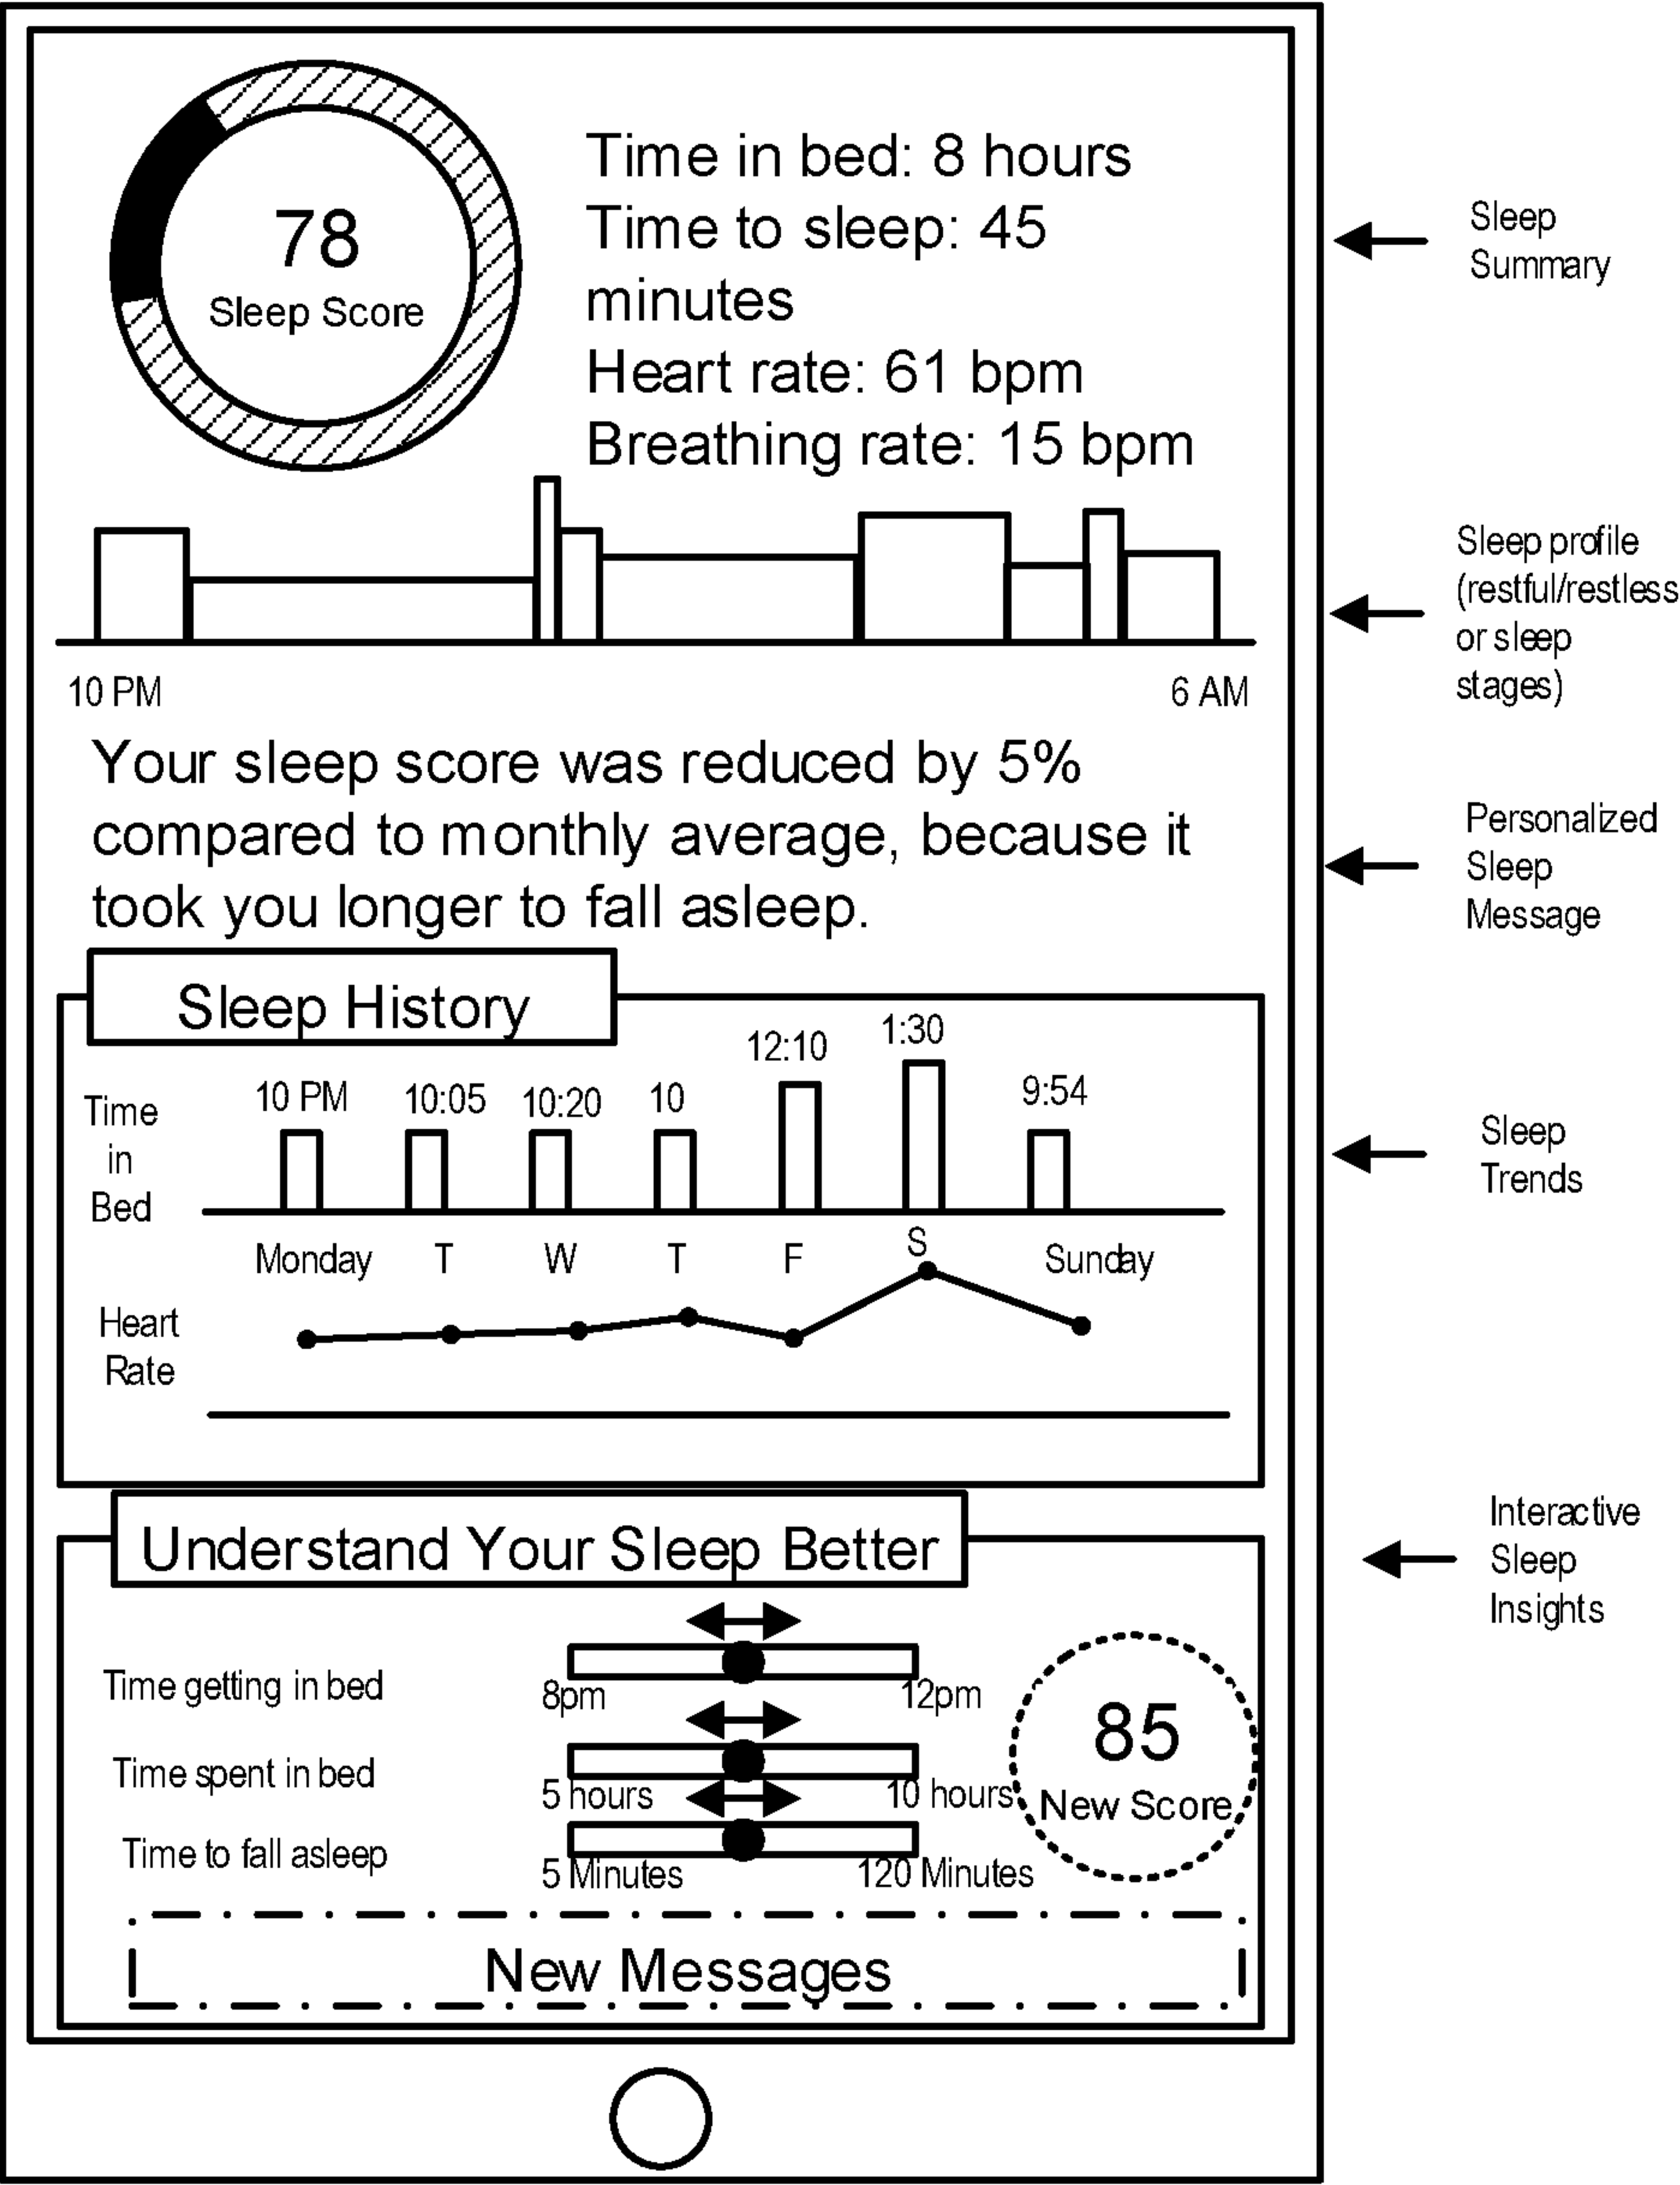 78
Sleep Score
Time in bed: 8 hours
Time to sleep: 45
minutes
Heart rate: 61 bpm
Breathing rate: 15 bpm
Sleep
Summary
10 PM
6 AM
Sleep profile
(restful/restless
or sleep
stages)
Your sleep score was reduced by 5%
compared to monthly average, because it
took you longer to fall asleep.
Personalized
Sleep
Message
Sleep History
Time
in
Bed
10 PM
10:05
10:20
10
12:10
1:30
9:54
Monday
T
W
T
F
S
Sunday
Heart
Rate
Sleep
Trends
Understand Your Sleep Better
Interactive
Sleep
Insights
Time getting in bed
8pm
12pm
Time spent in bed
5 hours
10 hours
Time to fall asleep
5 Minutes
120 Minutes
85
New Score
New Messages